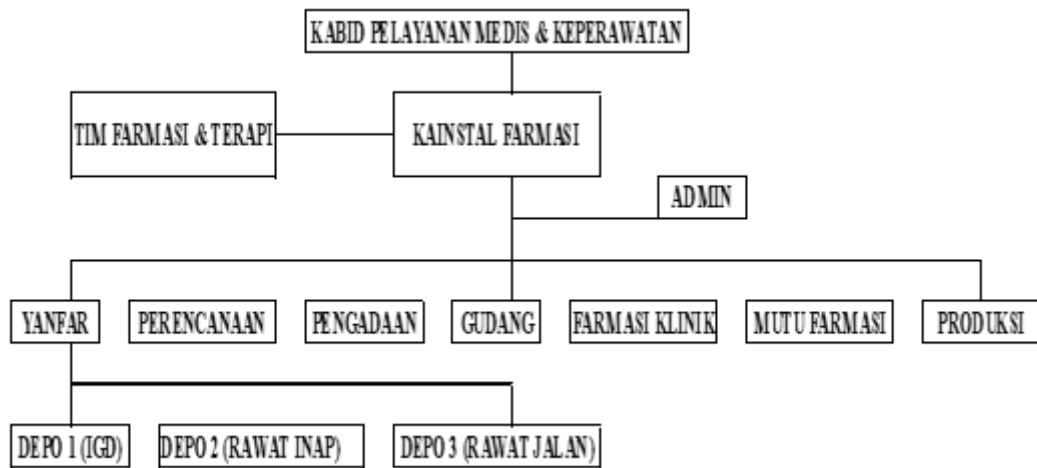 KABID PELAYANAN MEDIS & KEPERAWATAN
TIM FARMASI & TERAPI
KAINSTAL FARMASI
ADMIN
YANFAR
PERENCANAAN
PENGADAAN
GUDANG
FARMASI KLINIK
MUTU FARMASI
PRODUKSI
DEPO 1 (IGD)
DEPO 2 (RAWAT INAP)
DEPO 3 (RAWAT JALAN)